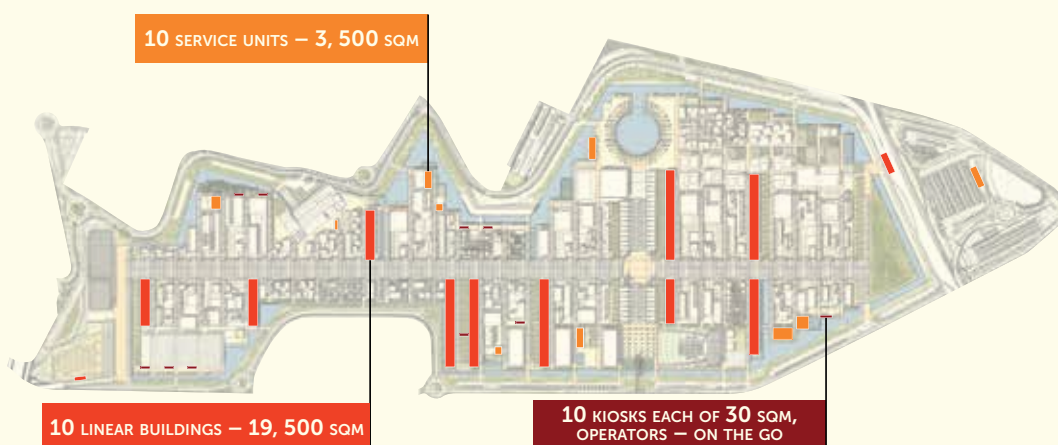 10 SERVICE UNITS – 3, 500 SQM
10 LINEAR BUILDINGS – 19, 500 SQM
10 KIOSKS EACH OF 30 SQM,
OPERATORS – ON THE GO